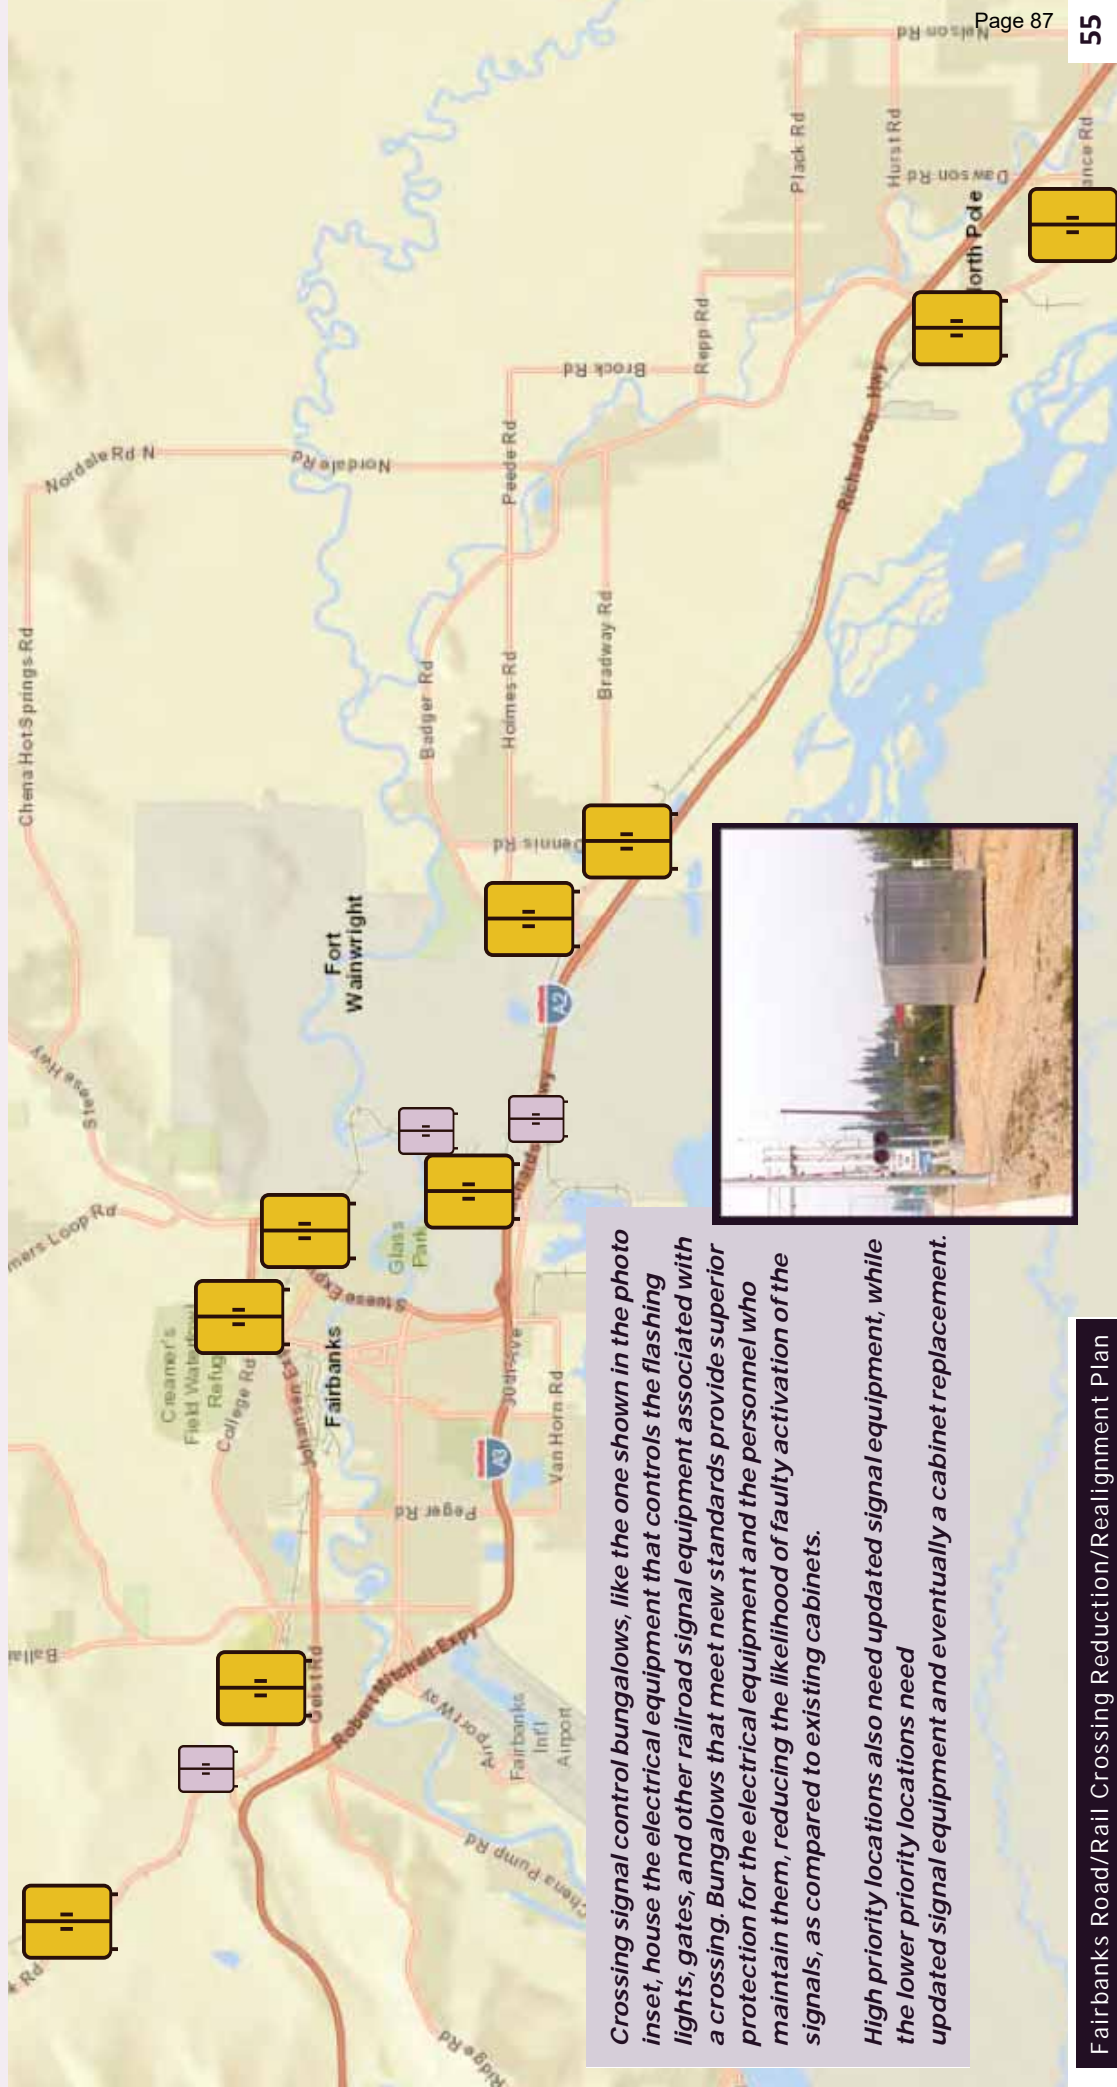 Page 87
55
Chena Hot Springs Rd
Nordale Rd N
Nordale Rd
Steese Hwy
Fort
Wainwright
Badger Rd
Holmes Rd
Peede Rd
Bradway Rd
Dennis Rd
Brock Rd
Repp Rd
Plack Rd
Hurst Rd
Nelson Rd
Dawson Rd
Richardson Hwy
A2
Creamer's
College Rd
Fairbanks
Glass
Park
Peger Rd
Van Horn Rd
A3
Geist Rd
Robert Mitchell Expy
Airport Way
Fairbanks
Int'l
Airport
Chena Pump Rd
Ridge Rd
Crossing signal control bungalows, like the one shown in the photo
inset, house the electrical equipment that controls the flashing
lights, gates, and other railroad signal equipment associated with
a crossing. Bungalows that meet new standards provide superior
protection for the electrical equipment and the personnel who
maintain them, reducing the likelihood of faulty activation of the
signals, as compared to existing cabinets.
High priority locations also need updated signal equipment, while
the lower priority locations need
updated signal equipment and eventually a cabinet replacement.
Fairbanks Road/Rail Crossing Reduction/Realignment Plan